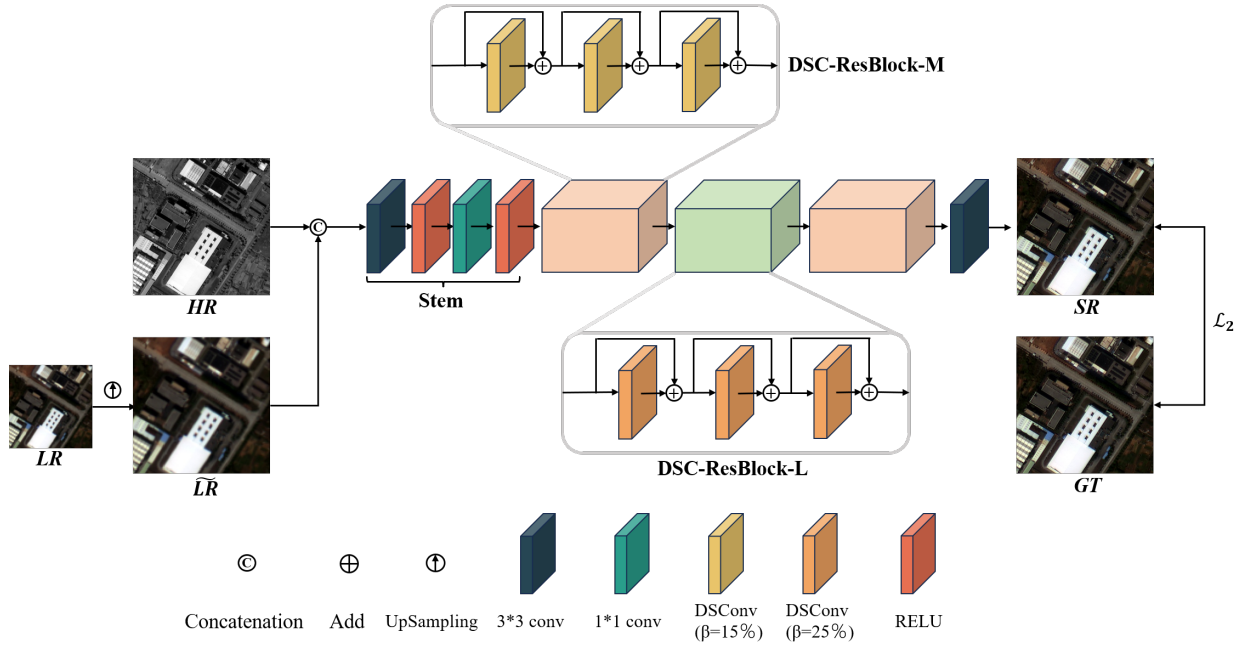 DSC-ResBlock-M
HR
C
Stem
SR
ℒ₂
LR
L͠R
DSC-ResBlock-L
GT
C
Concatenation
Add
UpSampling
3*3 conv
1*1 conv
DSConv
(β=15%)
DSConv
(β=25%)
RELU